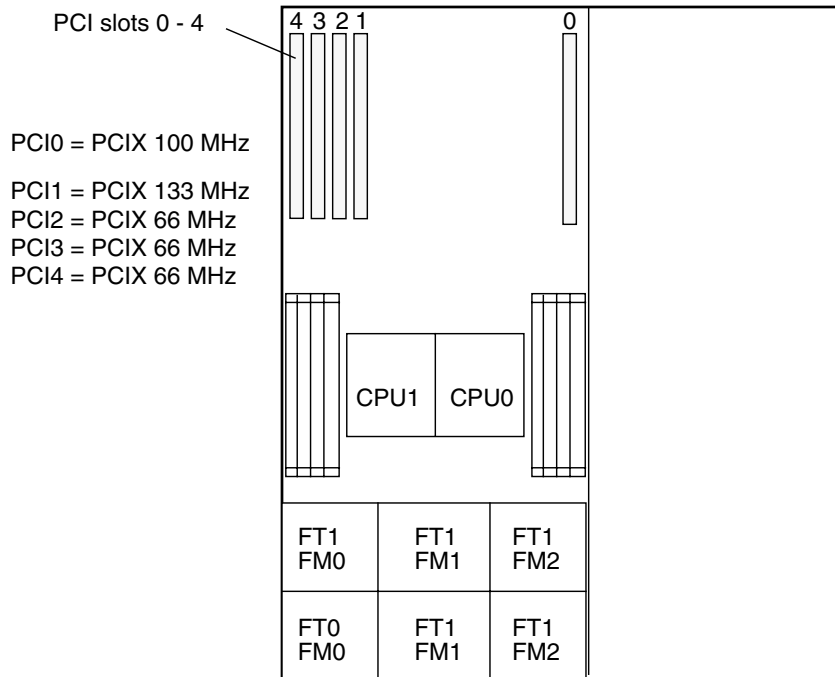 PCI slots 0 - 4
4 3 2 1 0
PCI0 = PCIX 100 MHz
PCI1 = PCIX 133 MHz
PCI2 = PCIX 66 MHz
PCI3 = PCIX 66 MHz
PCI4 = PCIX 66 MHz
CPU1 CPU0
FT1 FT1 FT1
FM0 FM1 FM2
FT0 FT1 FT1
FM0 FM1 FM2